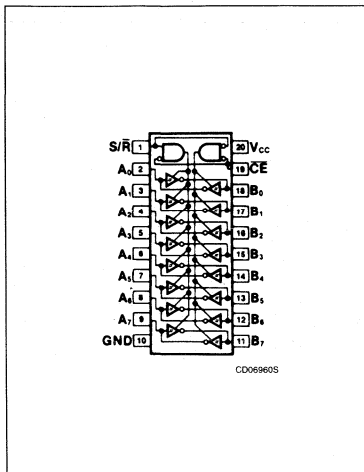 S/R̅ 1 20 VCC
A0 2 19 C̅E̅
A1 3 18 B0
A2 4 17 B1
A3 5 16 B2
A4 6 15 B3
A5 7 14 B4
A6 8 13 B5
A7 9 12 B6
GND 10 11 B7
CD06960S